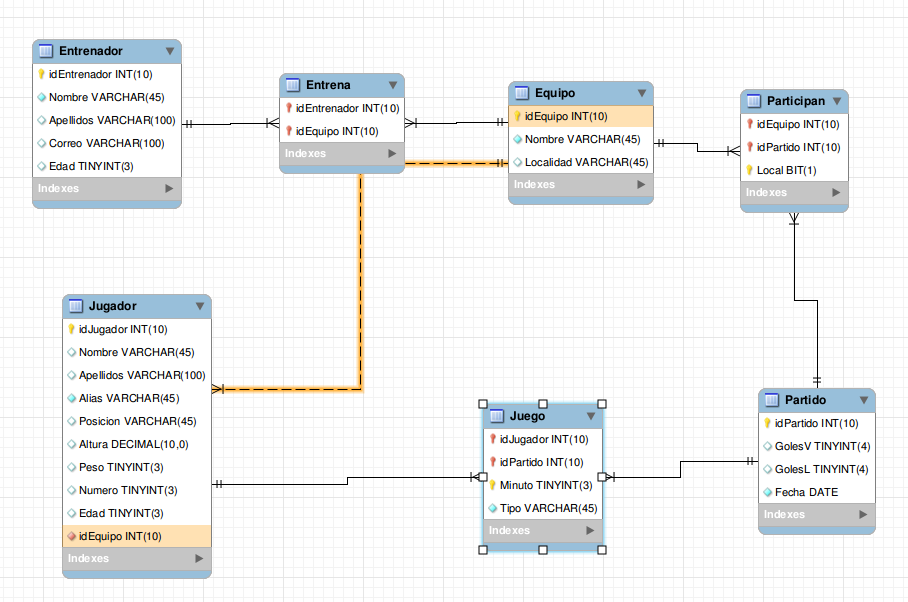 Entrenador
idEntrenador INT(10)
Nombre VARCHAR(45)
Apellidos VARCHAR(100)
Correo VARCHAR(100)
Edad TINYINT(3)
Indexes
Entrena
idEntrenador INT(10)
idEquipo INT(10)
Indexes
Equipo
idEquipo INT(10)
Nombre VARCHAR(45)
Localidad VARCHAR(45)
Indexes
Participan
idEquipo INT(10)
idPartido INT(10)
Local BIT(1)
Indexes
Jugador
idJugador INT(10)
Nombre VARCHAR(45)
Apellidos VARCHAR(100)
Alias VARCHAR(45)
Posicion VARCHAR(45)
Altura DECIMAL(10,0)
Peso TINYINT(3)
Numero TINYINT(3)
Edad TINYINT(3)
idEquipo INT(10)
Indexes
Juego
idJugador INT(10)
idPartido INT(10)
Minuto TINYINT(3)
Tipo VARCHAR(45)
Indexes
Partido
idPartido INT(10)
GolesV TINYINT(4)
GolesL TINYINT(4)
Fecha DATE
Indexes